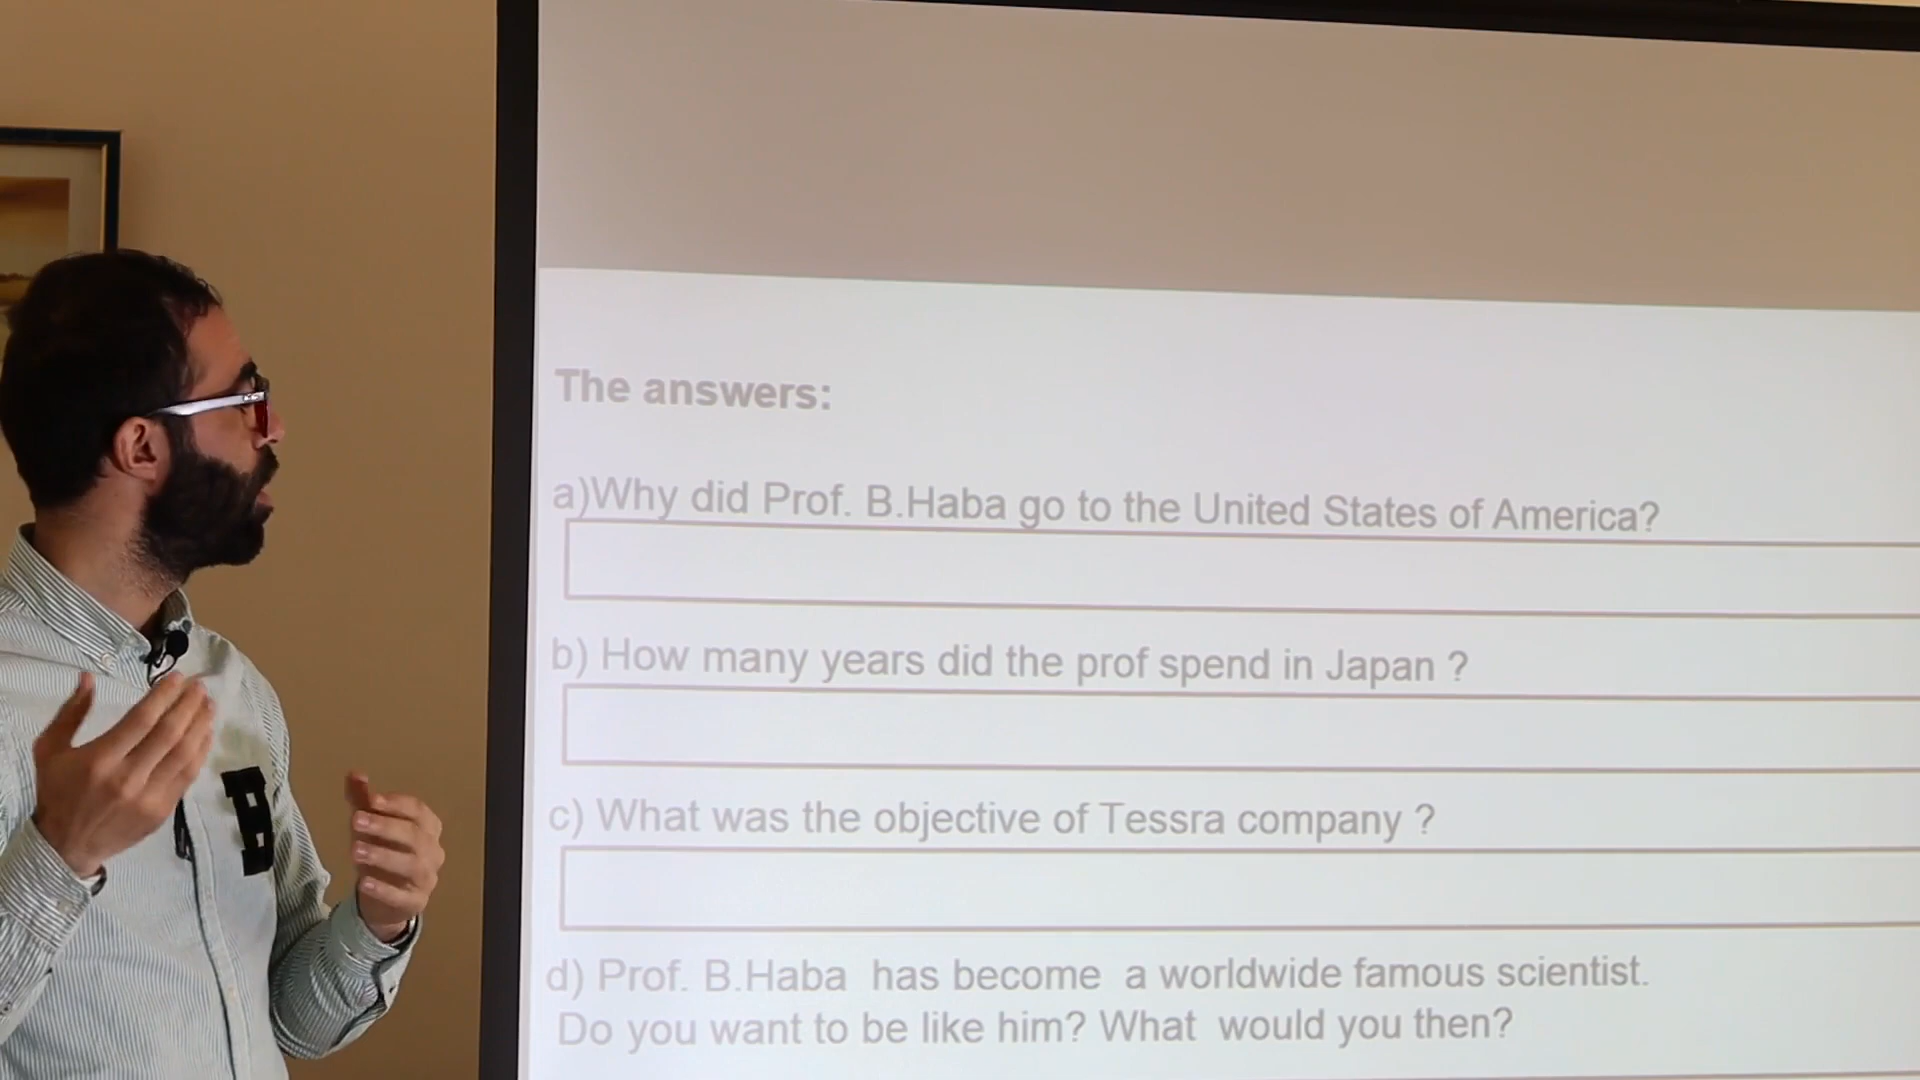 The answers:
a)Why did Prof. B.Haba go to the United States of America?
b) How many years did the prof spend in Japan ?
c) What was the objective of Tessra company ?
d) Prof. B.Haba has become a worldwide famous scientist.
Do you want to be like him? What would you then?